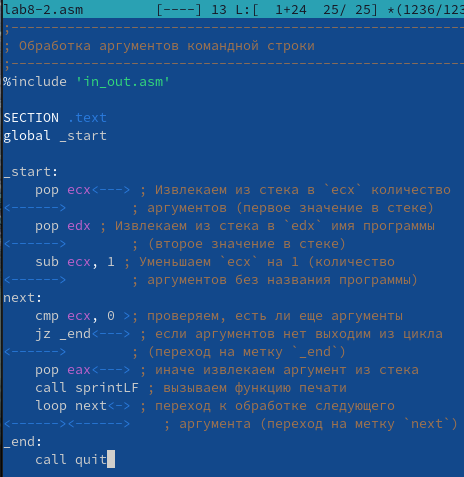 lab8-2.asm [----] 13 L:[ 1+24 25/ 25] *(1236/123
;-----------------------------------------------------------
; Обработка аргументов командной строки
;-----------------------------------------------------------
%include 'in_out.asm'
SECTION .text
global _start
_start:
pop ecx<---> ; Извлекаем из стека в `ecx` количество
<------> ; аргументов (первое значение в стеке)
pop edx ; Извлекаем из стека в `edx` имя программы
<------> ; (второе значение в стеке)
sub ecx, 1 ; Уменьшаем `ecx` на 1 (количество
<------> ; аргументов без названия программы)
next:
cmp ecx, 0 >; проверяем, есть ли еще аргументы
jz _end<---> ; если аргументов нет выходим из цикла
<------> ; (переход на метку `_end`)
pop eax<---> ; иначе извлекаем аргумент из стека
call sprintLF ; вызываем функцию печати
loop next<-> ; переход к обработке следующего
<------><------> ; аргумента (переход на метку `next`)
_end:
call quit